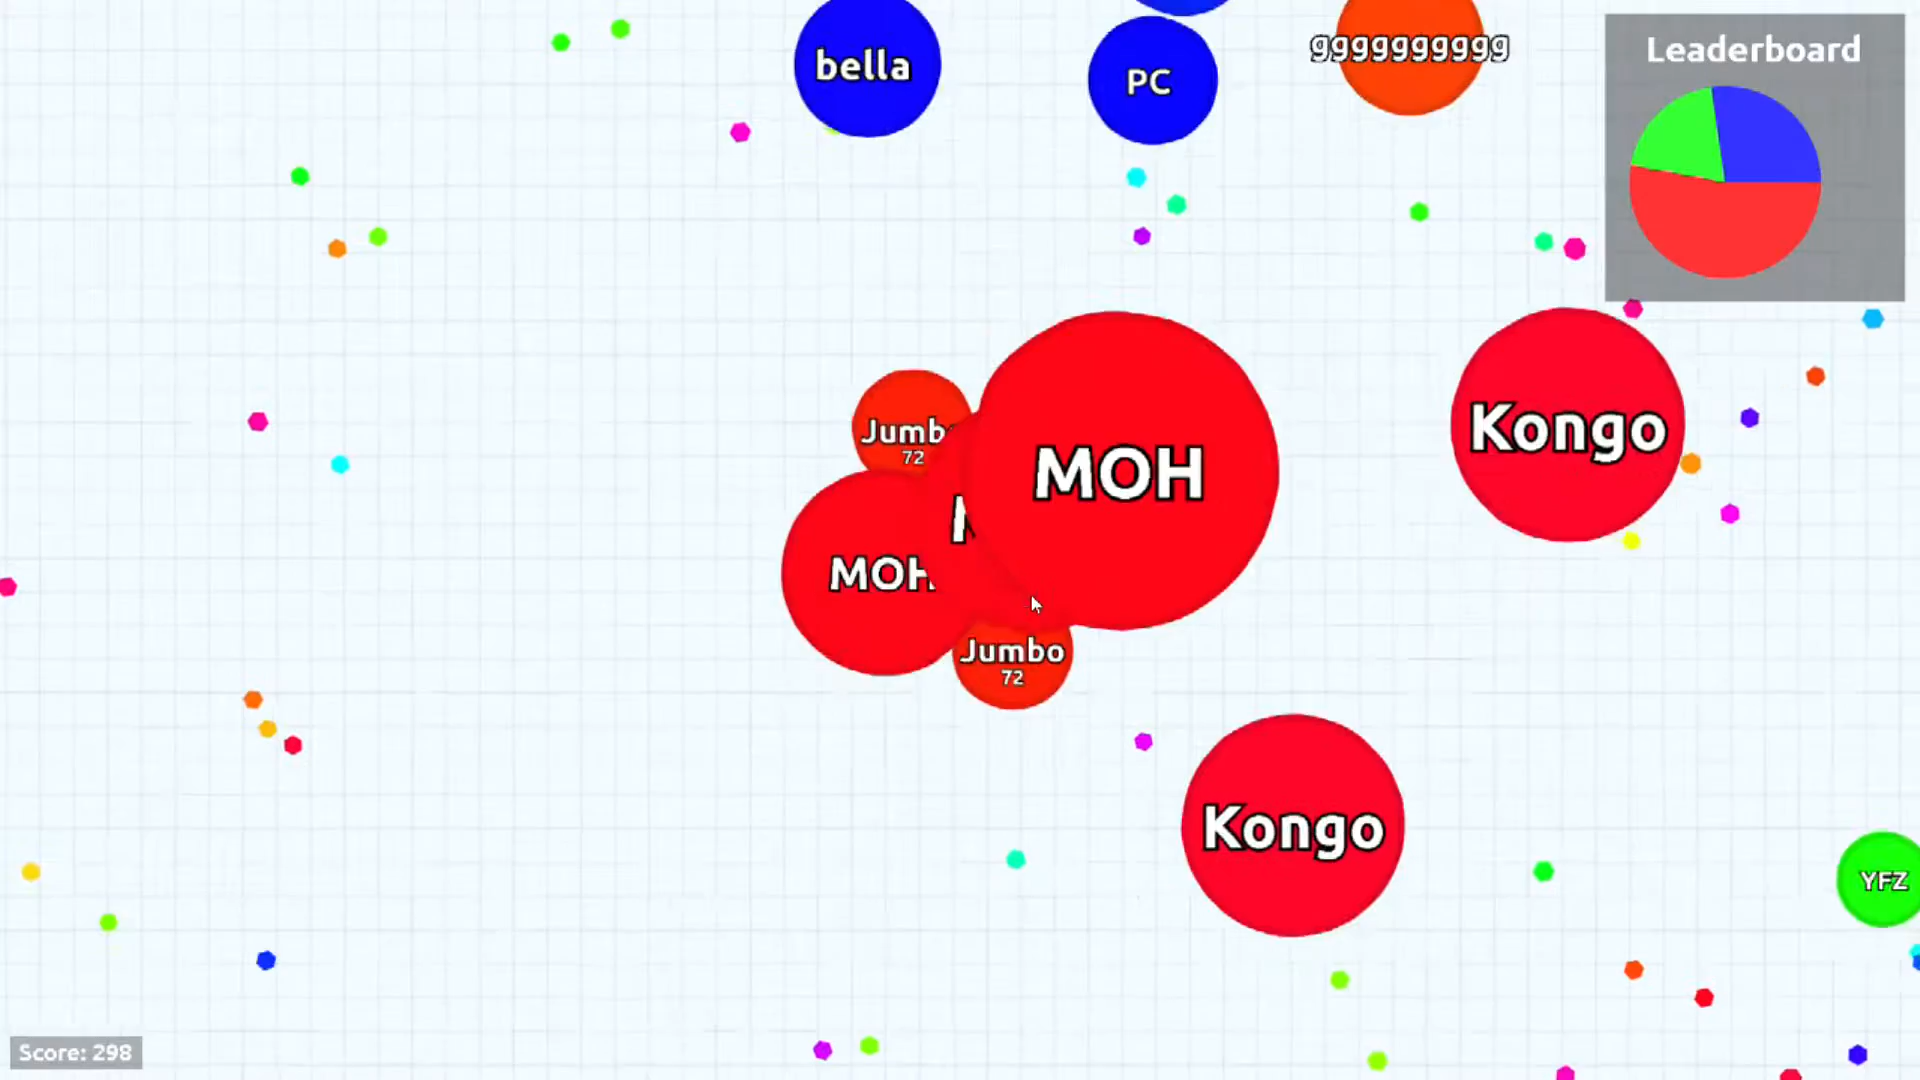 bella
PC
gggggggggg
Leaderboard
Jumb
72
MOH
Kongo
MOH
Jumbo
72
Kongo
YFZ
Score: 298